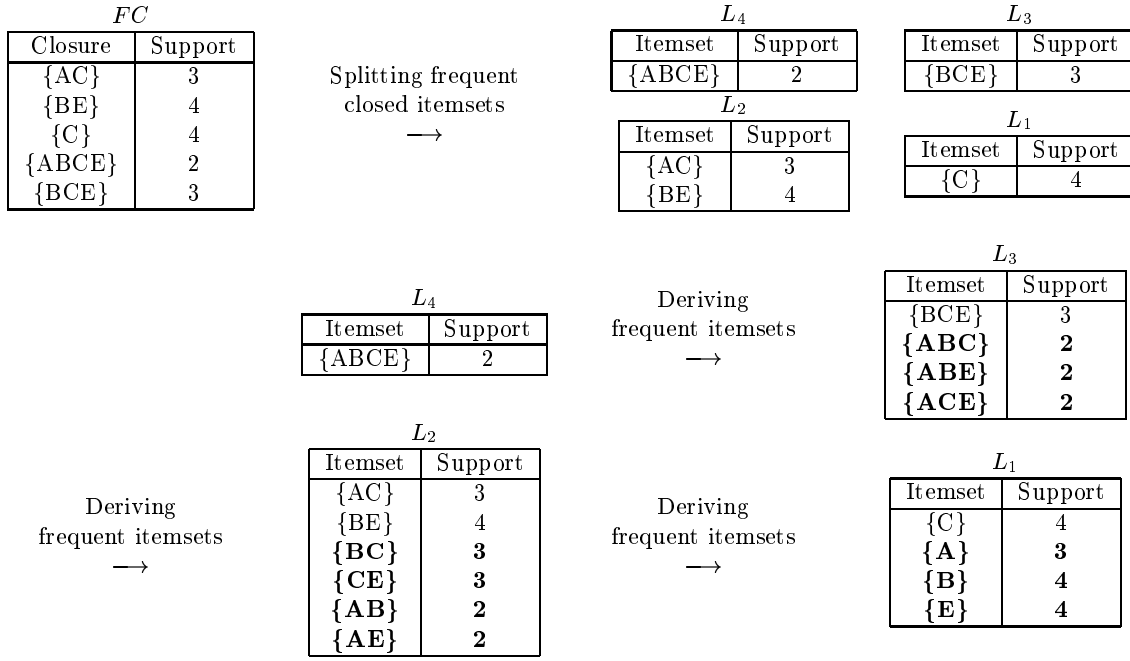 FC
Closure Support
{AC} 3
{BE} 4
{C} 4
{ABCE} 2
{BCE} 3
Splitting frequent
closed itemsets
⟶
L4
Itemset Support
{ABCE} 2
L3
Itemset Support
{BCE} 3
L2
Itemset Support
{AC} 3
{BE} 4
L1
Itemset Support
{C} 4
L4
Itemset Support
{ABCE} 2
Deriving
frequent itemsets
⟶
L3
Itemset Support
{BCE} 3
{ABC} 2
{ABE} 2
{ACE} 2
Deriving
frequent itemsets
⟶
L2
Itemset Support
{AC} 3
{BE} 4
{BC} 3
{CE} 3
{AB} 2
{AE} 2
Deriving
frequent itemsets
⟶
L1
Itemset Support
{C} 4
{A} 3
{B} 4
{E} 4